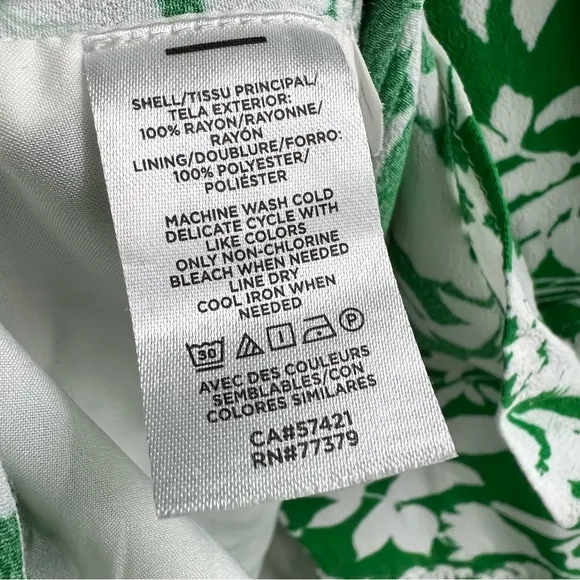 SHELL/TISSU PRINCIPAL/
TELA EXTERIOR:
100% RAYON/RAYONNE/
RAYON
LINING/DOUBLURE/FORRO:
100% POLYESTER/
POLIÉSTER
MACHINE WASH COLD
DELICATE CYCLE WITH
LIKE COLORS
ONLY NON-CHLORINE
BLEACH WHEN NEEDED
LINE DRY
COOL IRON WHEN
NEEDED
30 P
AVEC DES COULEURS
SEMBLABLES/CON
COLORES SIMILARES
CA#57421
RN#77379